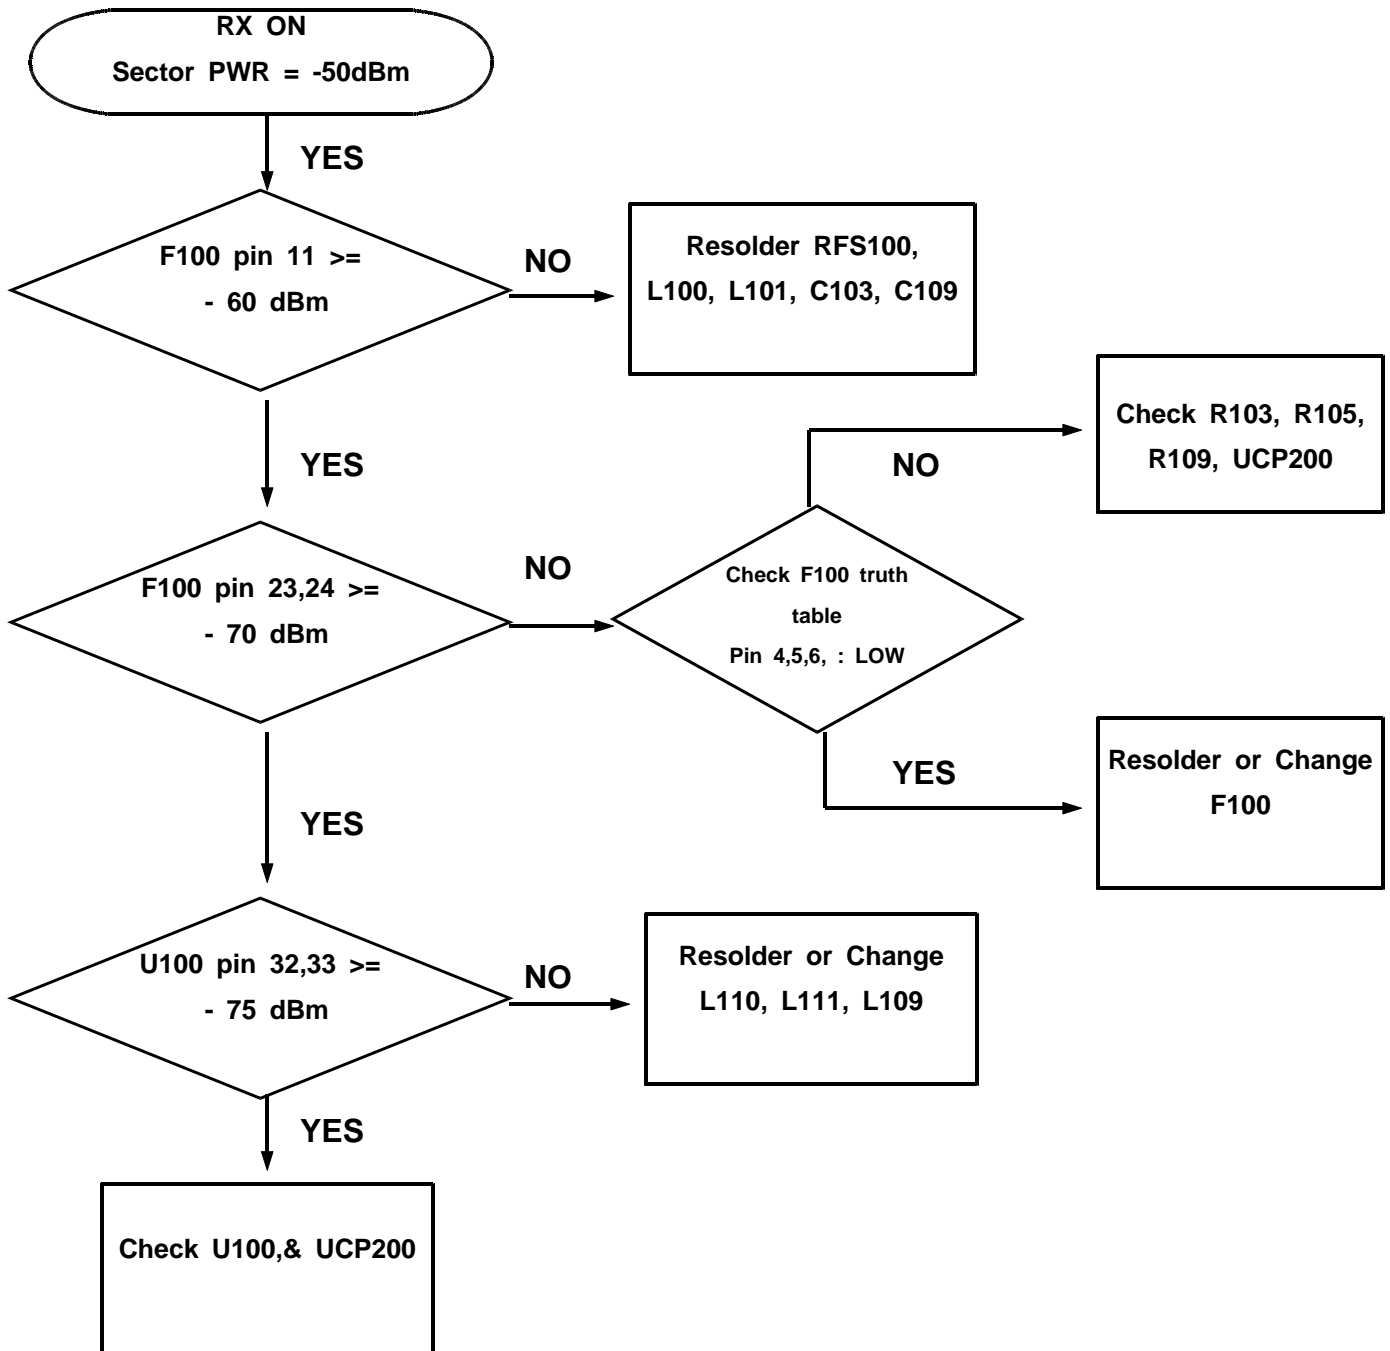 RX ON
Sector PWR = -50dBm
YES
F100 pin 11 >=
- 60 dBm
NO
Resolder RFS100,
L100, L101, C103, C109
YES
F100 pin 23,24 >=
- 70 dBm
NO
Check F100 truth
table
Pin 4,5,6, : LOW
NO
Check R103, R105,
R109, UCP200
YES
Resolder or Change
F100
YES
U100 pin 32,33 >=
- 75 dBm
NO
Resolder or Change
L110, L111, L109
YES
Check U100,& UCP200